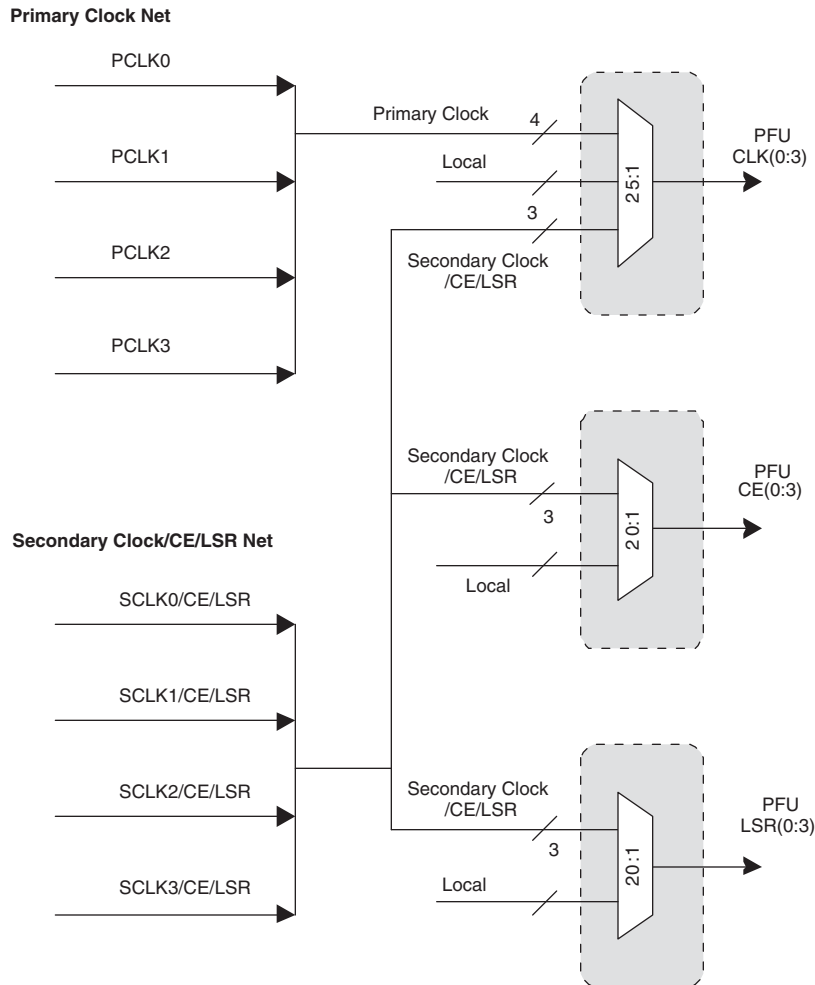 Primary Clock Net
PCLK0
PCLK1
PCLK2
PCLK3
Primary Clock
4
Local
3
Secondary Clock
/CE/LSR
25:1
PFU
CLK(0:3)
Secondary Clock
/CE/LSR
3
Local
20:1
PFU
CE(0:3)
Secondary Clock/CE/LSR Net
SCLK0/CE/LSR
SCLK1/CE/LSR
SCLK2/CE/LSR
SCLK3/CE/LSR
Secondary Clock
/CE/LSR
3
Local
20:1
PFU
LSR(0:3)